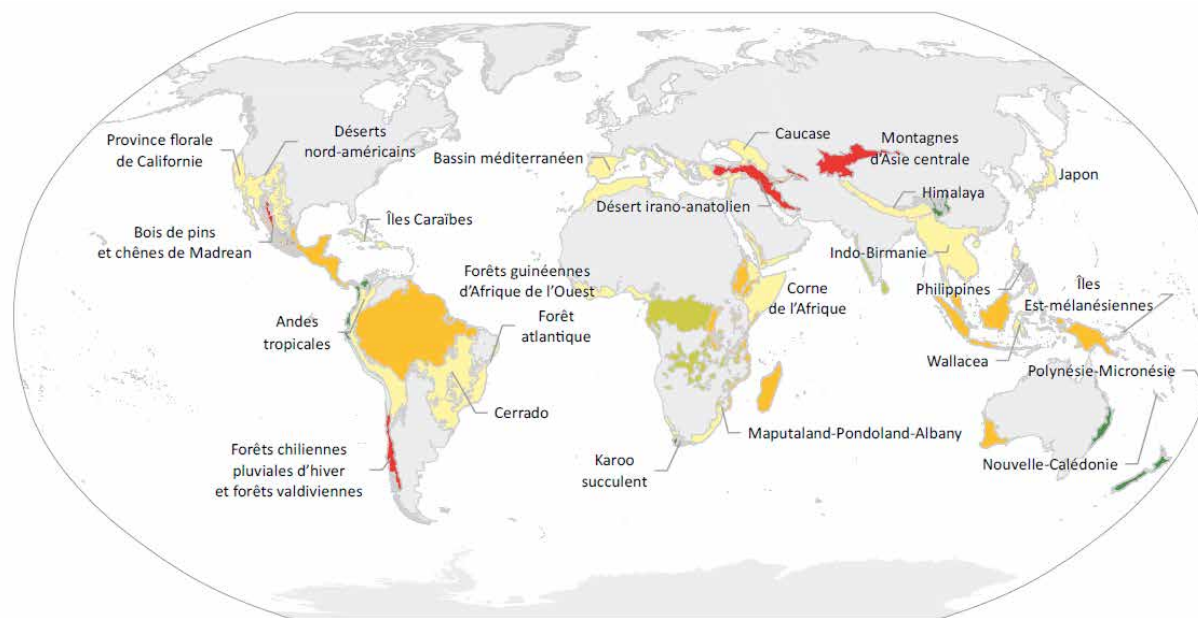 Province florale
de Californie
Déserts
nord-américains
Bois de pins
et chênes de Madrean
Îles Caraïbes
Andes
tropicales
Forêt
atlantique
Cerrado
Forêts chiliennes
pluviales d’hiver
et forêts valdiviennes
Bassin méditerranéen
Caucase
Montagnes
d’Asie centrale
Désert irano-anatolien
Himalaya
Japon
Forêts guinéennes
d’Afrique de l’Ouest
Corne
de l’Afrique
Indo-Birmanie
Philippines
Îles
Est-mélanésiennes
Wallacea
Polynésie-Micronésie
Maputaland-Pondoland-Albany
Karoo
succulent
Nouvelle-Calédonie